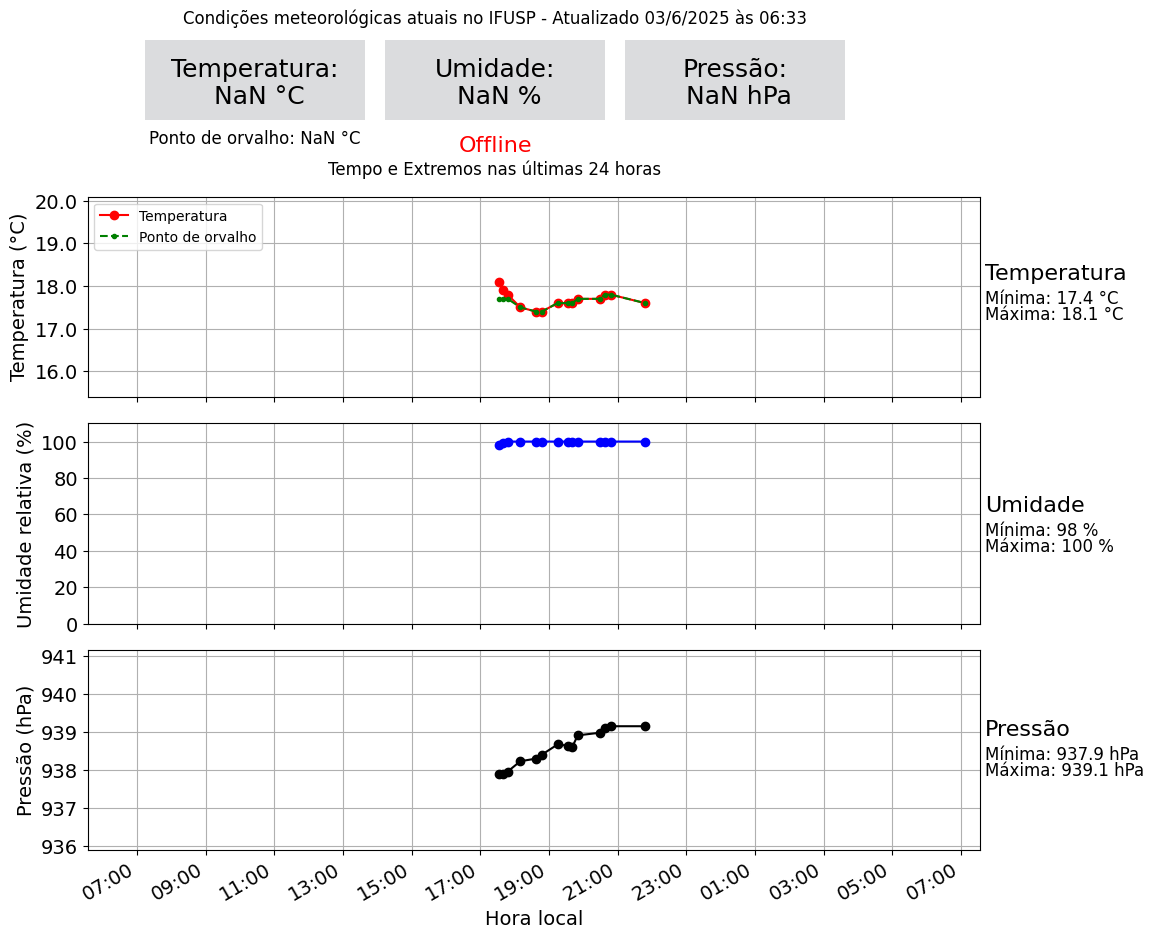 Condições meteorológicas atuais no IFUSP - Atualizado 03/6/2025 às 06:33
Temperatura:
NaN °C
Umidade:
NaN %
Pressão:
NaN hPa
Ponto de orvalho: NaN °C
Offline
Tempo e Extremos nas últimas 24 horas
Temperatura (°C)
20.0
19.0
18.0
17.0
16.0
Temperatura
Ponto de orvalho
Temperatura
Mínima: 17.4 °C
Máxima: 18.1 °C
Umidade relativa (%)
100
80
60
40
20
0
Umidade
Mínima: 98 %
Máxima: 100 %
Pressão (hPa)
941
940
939
938
937
936
Pressão
Mínima: 937.9 hPa
Máxima: 939.1 hPa
07:00 09:00 11:00 13:00 15:00 17:00 19:00 21:00 23:00 01:00 03:00 05:00 07:00
Hora local